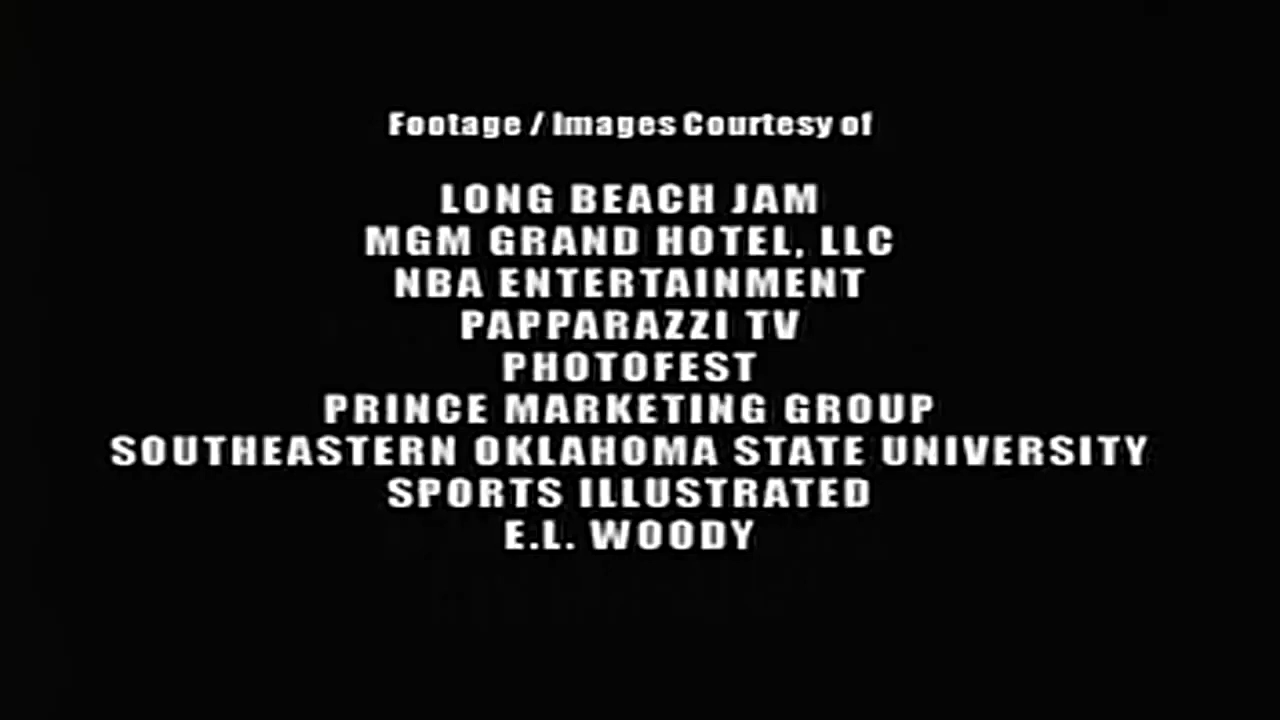 Footage / Images Courtesy of
LONG BEACH JAM
MGM GRAND HOTEL, LLC
NBA ENTERTAINMENT
PAPPARAZZI TV
PHOTOFEST
PRINCE MARKETING GROUP
SOUTHEASTERN OKLAHOMA STATE UNIVERSITY
SPORTS ILLUSTRATED
E.L. WOODY